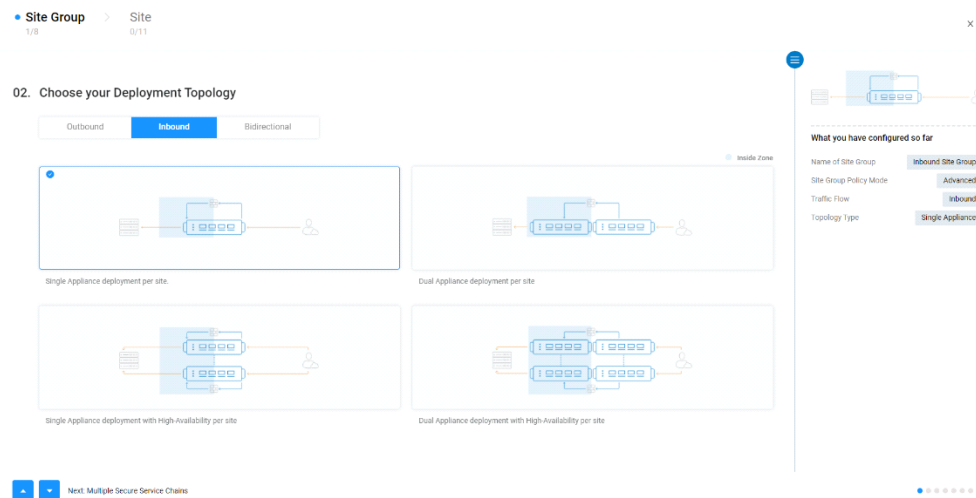 Site Group
Site
1/8
0/11
×
02. Choose your Deployment Topology
Outbound
Inbound
Bidirectional
Inside Zone
Single Appliance deployment per site.
Dual Appliance deployment per site
Single Appliance deployment with High-Availability per site
Dual Appliance deployment with High-Availability per site
What you have configured so far
Name of Site Group
Inbound Site Group
Site Group Policy Mode
Advanced
Traffic Flow
Inbound
Topology Type
Single Appliance
Next: Multiple Secure Service Chains